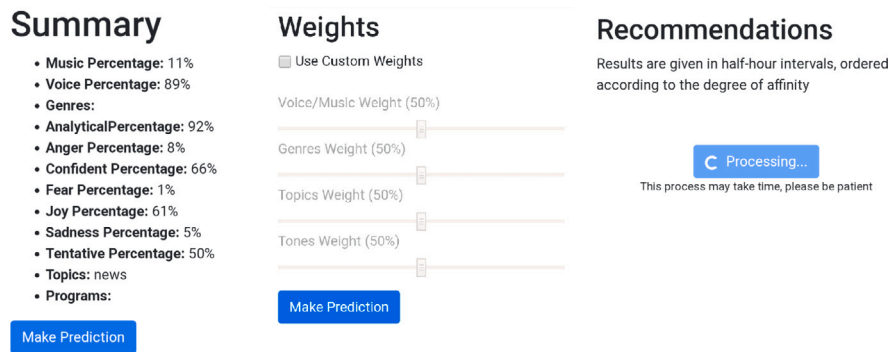 Summary
• Music Percentage: 11%
• Voice Percentage: 89%
• Genres:
• AnalyticalPercentage: 92%
• Anger Percentage: 8%
• Confident Percentage: 66%
• Fear Percentage: 1%
• Joy Percentage: 61%
• Sadness Percentage: 5%
• Tentative Percentage: 50%
• Topics: news
• Programs:
Make Prediction
Weights
Use Custom Weights
Voice/Music Weight (50%)
Genres Weight (50%)
Topics Weight (50%)
Tones Weight (50%)
Make Prediction
Recommendations
Results are given in half-hour intervals, ordered
according to the degree of affinity
Processing...
This process may take time, please be patient